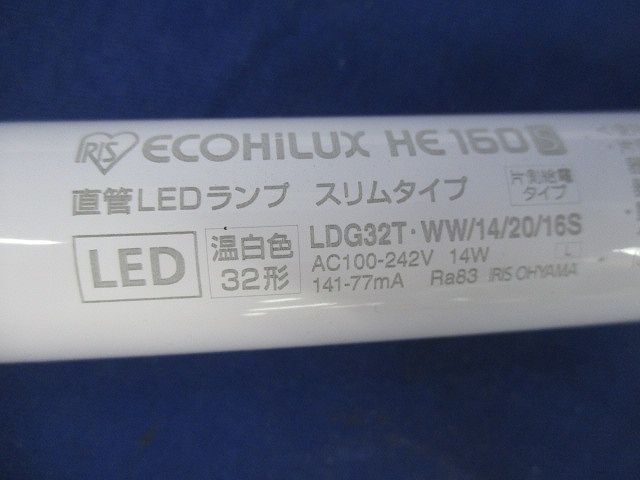 IRIS ECOHiLUX HE 160 S
直管LEDランプ スリムタイプ
片側給電
タイプ
LED
温白色
32形
LDG32T・WW/14/20/16S
AC100-242V 14W
141-77mA Ra83 IRIS OHYAMA
L